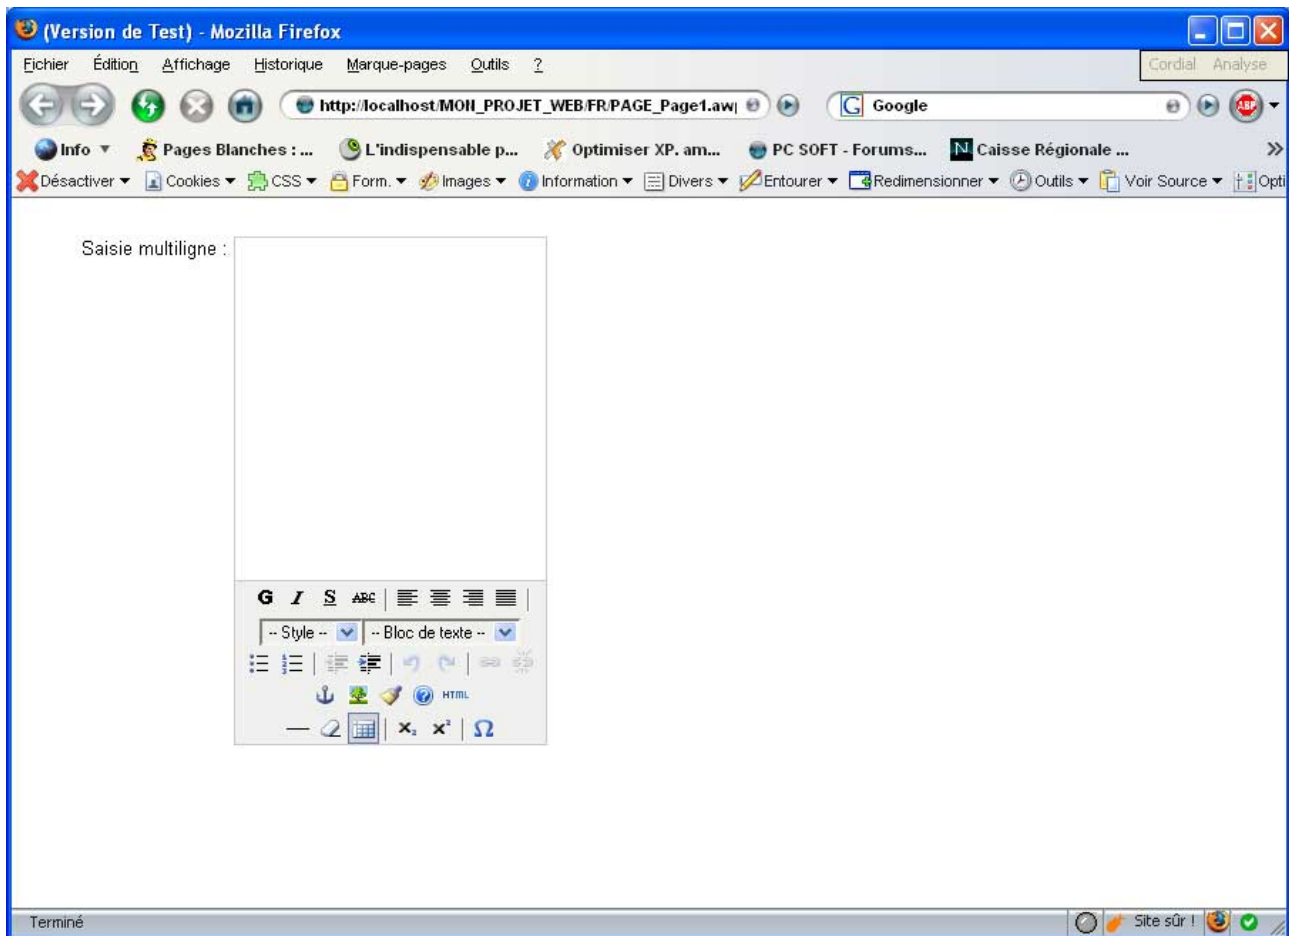 (Version de Test) - Mozilla Firefox
Fichier Édition Affichage Historique Marque-pages Outils ?
Cordial Analyse
http://localhost/MON_PROJET_WEB/FR/PAGE_Page1.aw
G Google
ABP
Info Pages Blanches : ... L'indispensable p... Optimiser XP. am... PC SOFT - Forums... N Caisse Régionale ... »
Désactiver Cookies CSS Form. Images Information Divers Entourer Redimensionner Outils Voir Source Opti
Saisie multiligne :
G I S ABC
-- Style -- -- Bloc de texte --
HTML
x₂ x² Ω
Terminé
Site sûr !